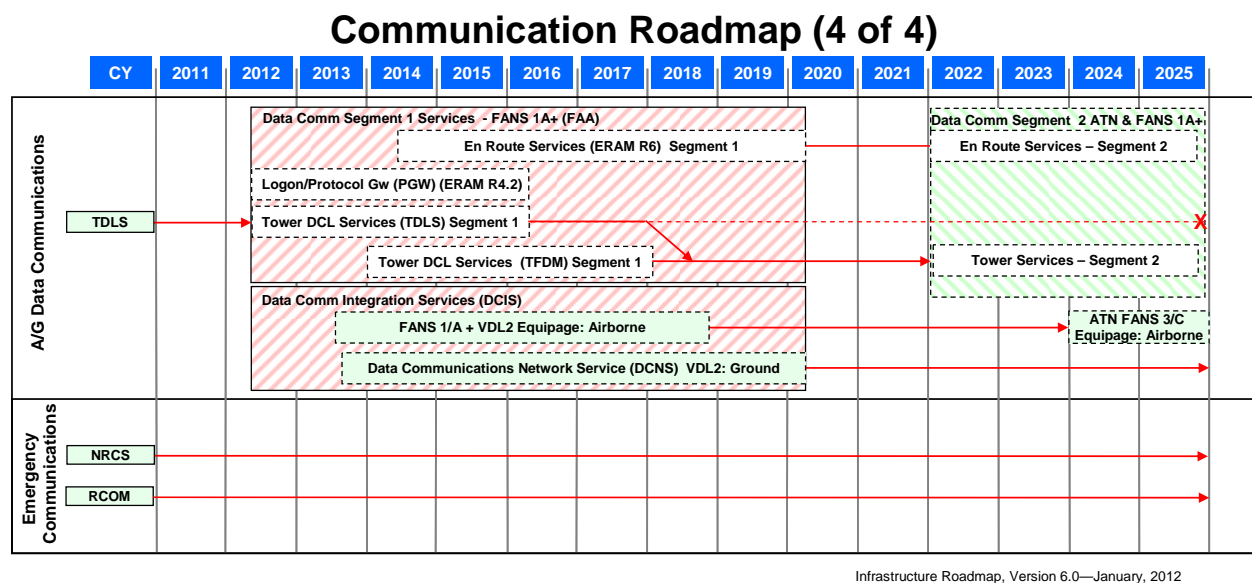 Communication Roadmap (4 of 4)
CY 2011 2012 2013 2014 2015 2016 2017 2018 2019 2020 2021 2022 2023 2024 2025
A/G Data Communications
Data Comm Segment 1 Services - FANS 1A+ (FAA)
Data Comm Segment 2 ATN & FANS 1A+
En Route Services (ERAM R6) Segment 1
En Route Services – Segment 2
Logon/Protocol Gw (PGW) (ERAM R4.2)
TDLS
Tower DCL Services (TDLS) Segment 1
X
Tower DCL Services (TFDM) Segment 1
Tower Services – Segment 2
Data Comm Integration Services (DCIS)
FANS 1/A + VDL2 Equipage: Airborne
ATN FANS 3/C
Equipage: Airborne
Data Communications Network Service (DCNS) VDL2: Ground
Emergency
Communications
NRCS
RCOM
Infrastructure Roadmap, Version 6.0—January, 2012